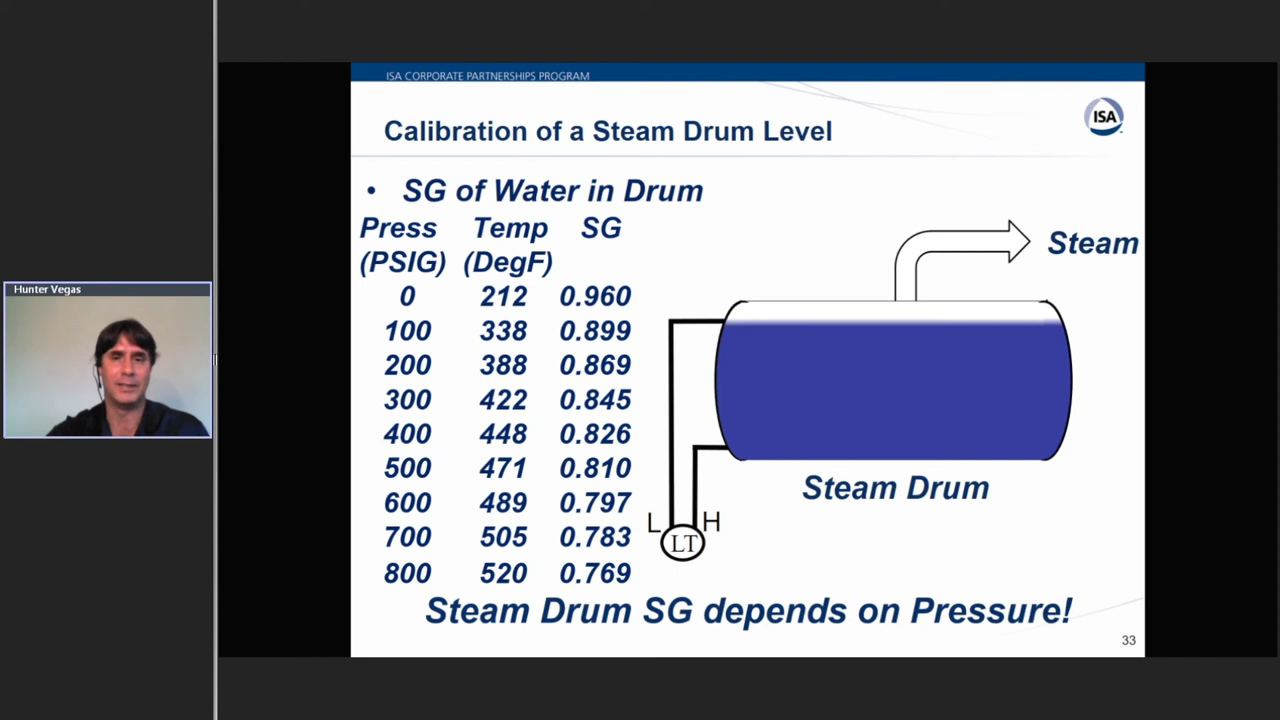 ISA CORPORATE PARTNERSHIPS PROGRAM
ISA
Calibration of a Steam Drum Level
• SG of Water in Drum
Press Temp SG
(PSIG) (DegF)
0 212 0.960
100 338 0.899
200 388 0.869
300 422 0.845
400 448 0.826
500 471 0.810
600 489 0.797
700 505 0.783
800 520 0.769
Steam
Steam Drum
L H
LT
Steam Drum SG depends on Pressure!
33
Hunter Vegas